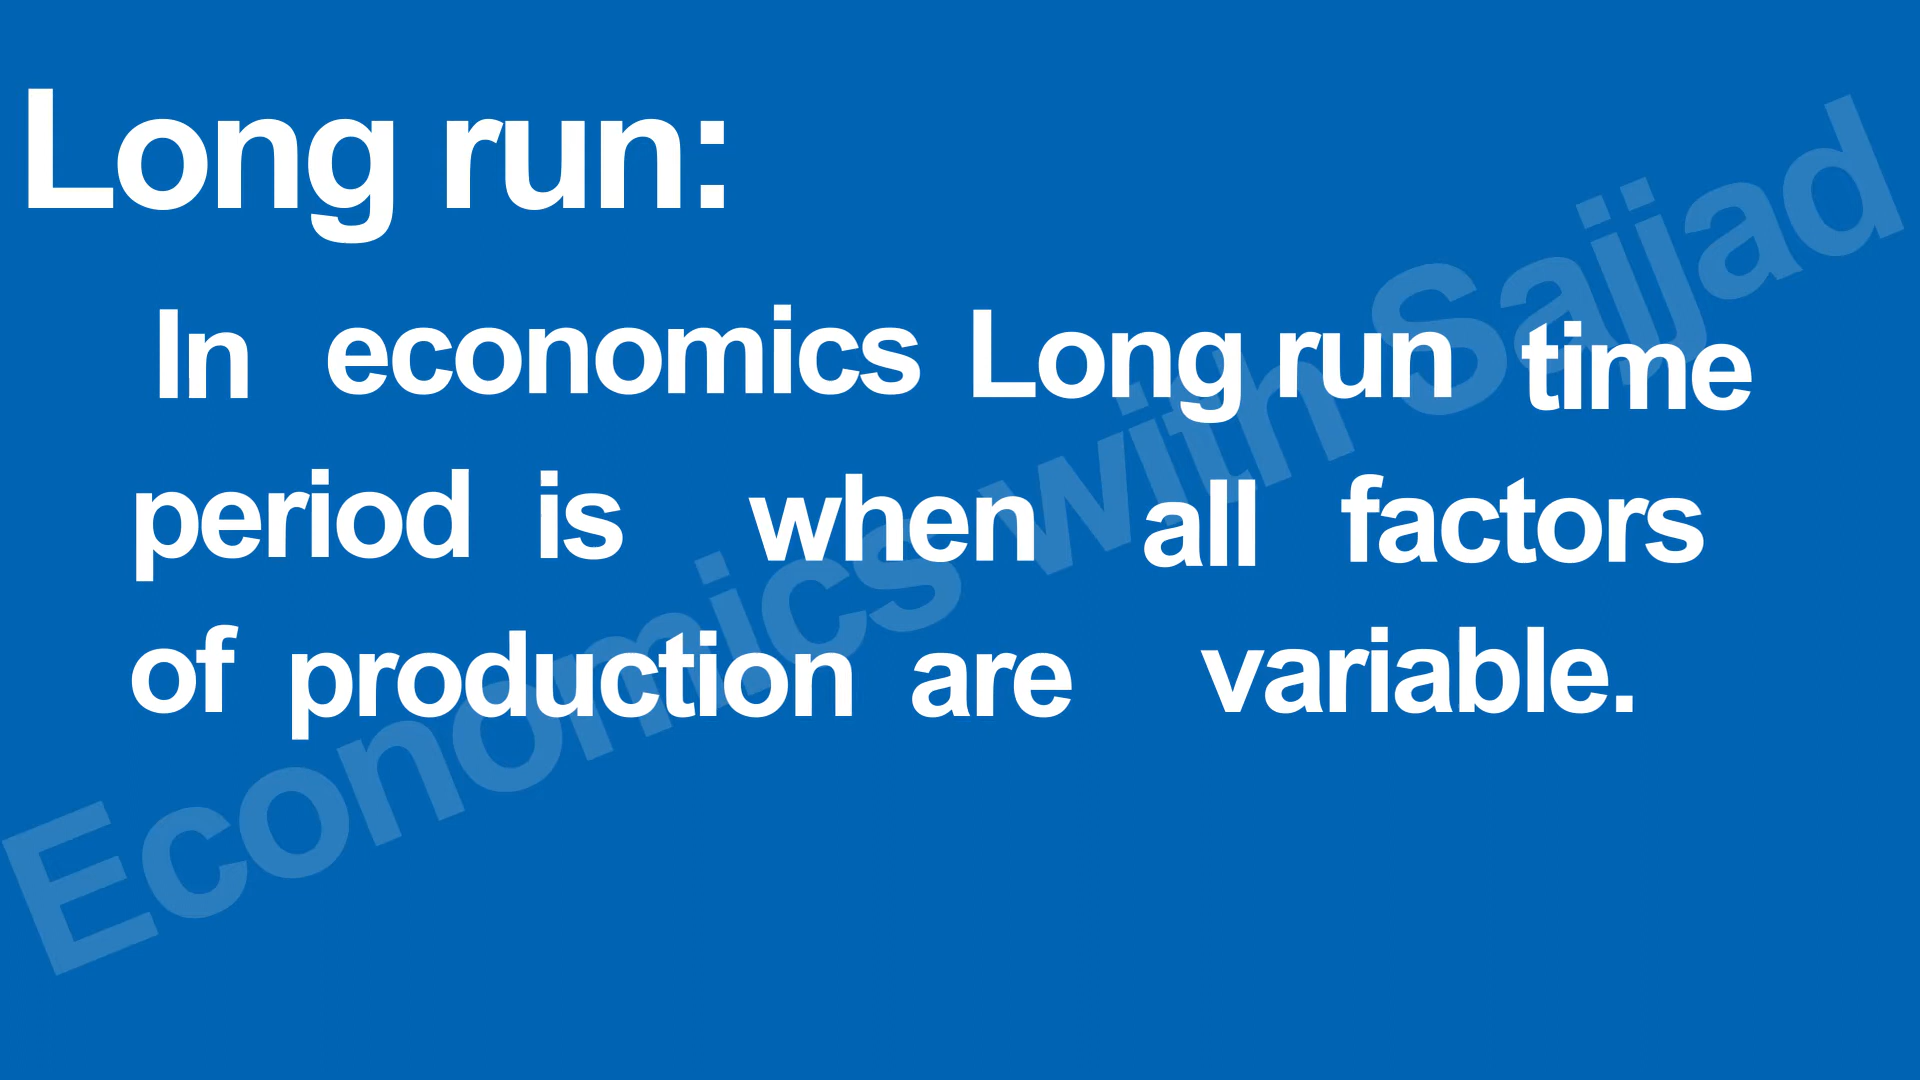 Long run:
In economics Long run time
period is when all factors
of production are variable.
Economics with Sajjad